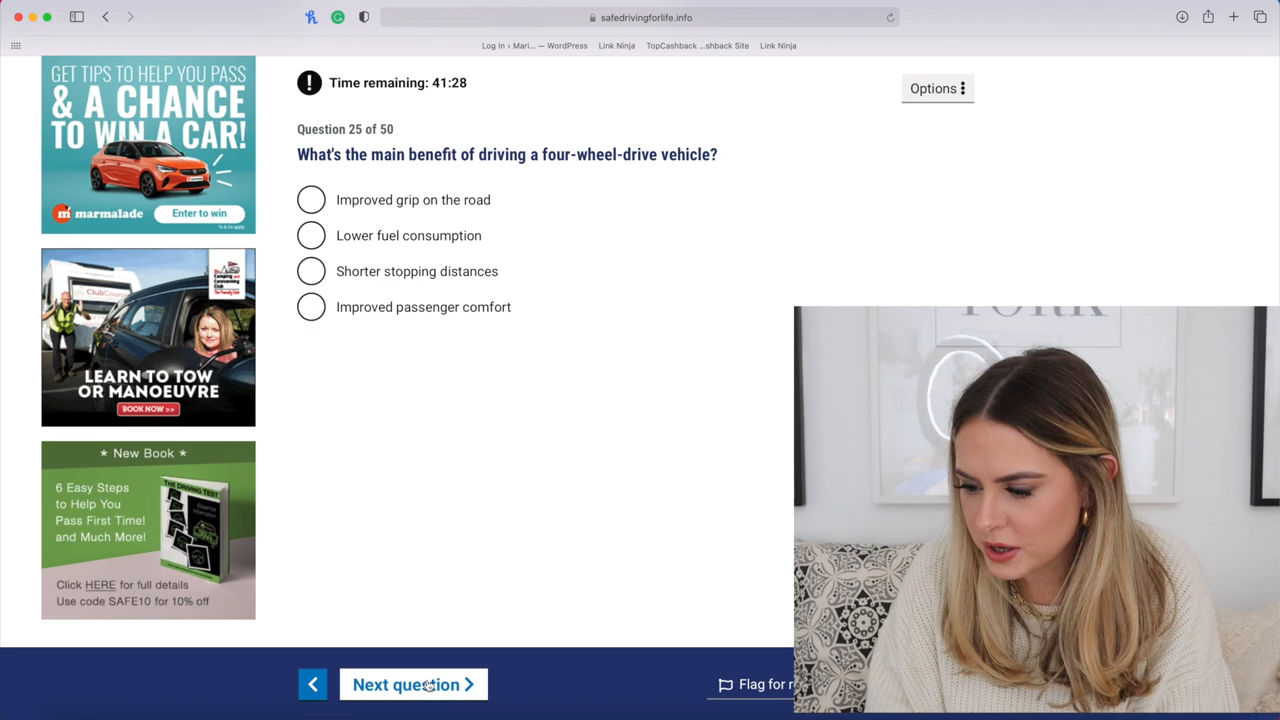 safedrivingforlife.info
Log In ‹ Mari... — WordPress
Link Ninja
TopCashback ...shback Site
Link Ninja
GET TIPS TO HELP YOU PASS
& A CHANCE
TO WIN A CAR!
marmalade
Enter to win
LEARN TO TOW
OR MANOEUVRE
BOOK NOW >>
* New Book *
6 Easy Steps
to Help You
Pass First Time!
and Much More!
THE DRIVING TEST
Click HERE for full details
Use code SAFE10 for 10% off
Time remaining: 41:28
Options
Question 25 of 50
What's the main benefit of driving a four-wheel-drive vehicle?
Improved grip on the road
Lower fuel consumption
Shorter stopping distances
Improved passenger comfort
YORK
Next question
Flag for